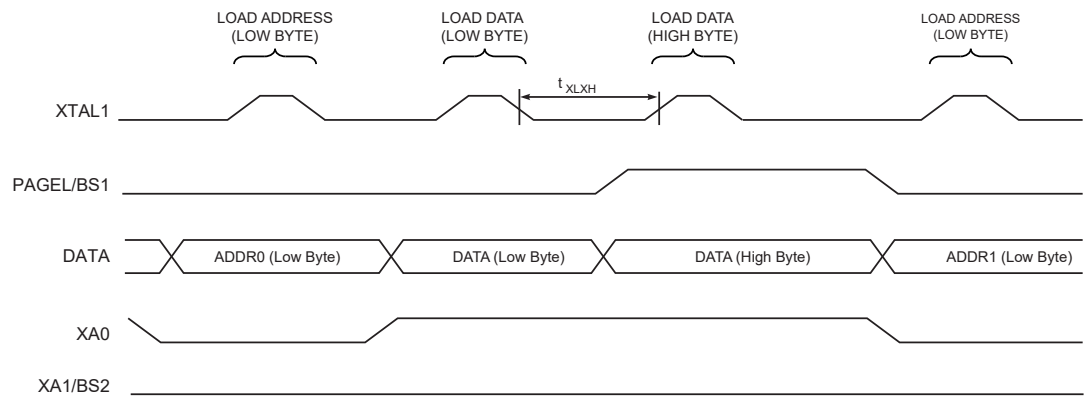 LOAD ADDRESS
(LOW BYTE)
LOAD DATA
(LOW BYTE)
LOAD DATA
(HIGH BYTE)
LOAD ADDRESS
(LOW BYTE)
t XLXH
XTAL1
PAGEL/BS1
DATA
ADDR0 (Low Byte)
DATA (Low Byte)
DATA (High Byte)
ADDR1 (Low Byte)
XA0
XA1/BS2